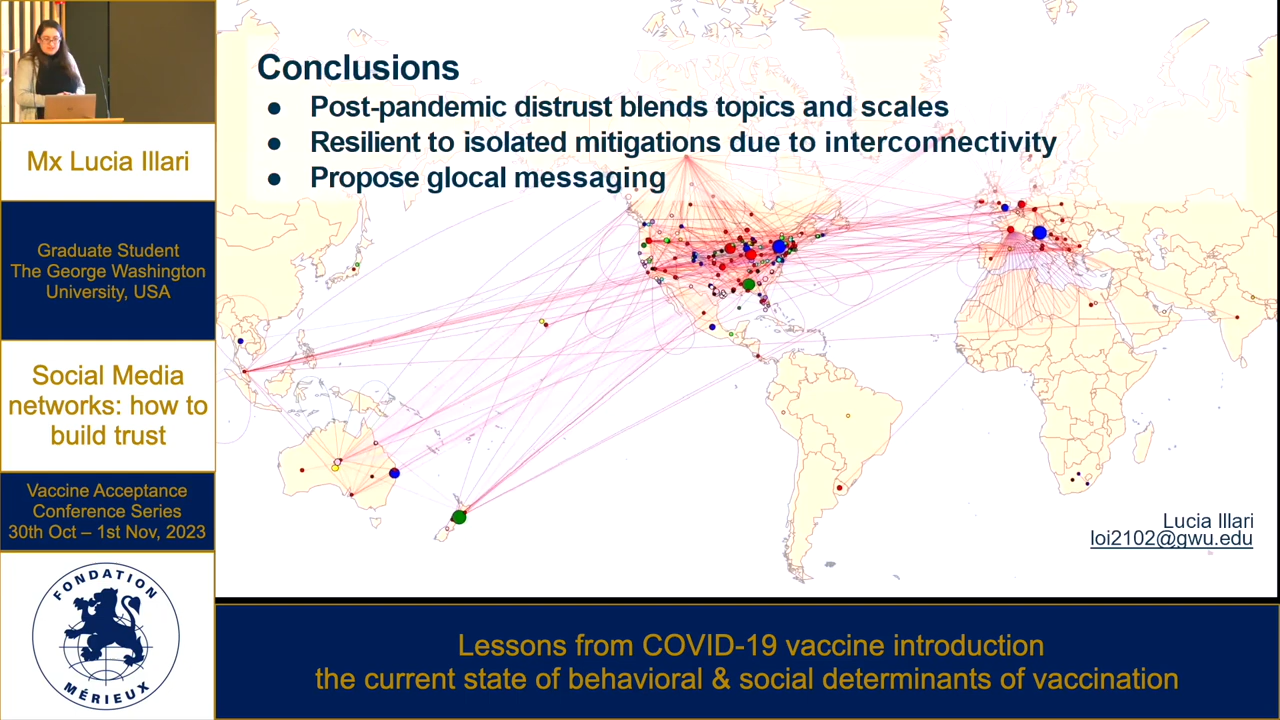 Mx Lucia Illari
Graduate Student
The George Washington
University, USA
Social Media
networks: how to
build trust
Vaccine Acceptance
Conference Series
30th Oct – 1st Nov, 2023
FONDATION
MÉRIEUX
Conclusions
● Post-pandemic distrust blends topics and scales
● Resilient to isolated mitigations due to interconnectivity
● Propose glocal messaging
Lucia Illari
loi2102@gwu.edu
Lessons from COVID-19 vaccine introduction
the current state of behavioral & social determinants of vaccination